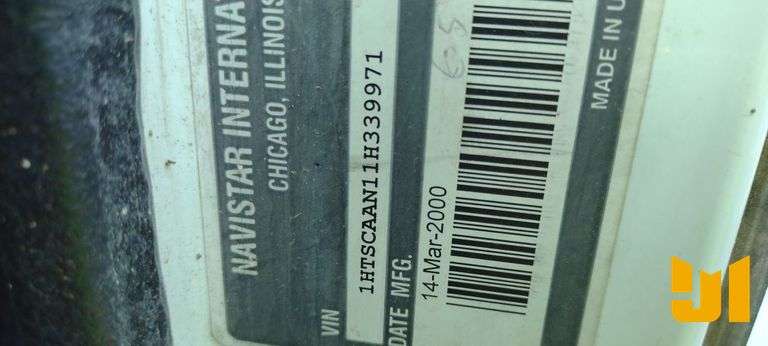 NAVISTAR INTERNA
CHICAGO, ILLINOIS
VIN
1HTSCAAN11H339971
DATE MFG.
14-Mar-2000
MADE IN U